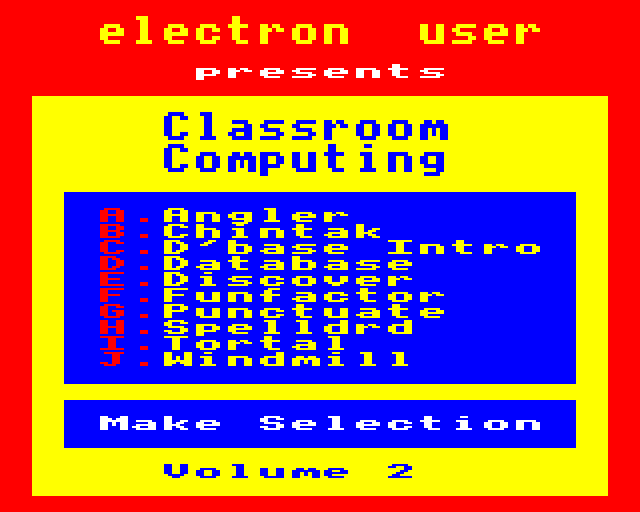 electron user
presents
Classroom
Computing
A.Angler
B.Chintak
C.D'base Intro
D.Database
E.Discover
F.Funfactor
G.Punctuate
H.Spelldrd
I.Tortal
J.Windmill
Make Selection
Volume 2